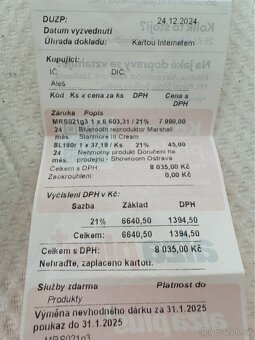 DUZP: 24.12.2024
Datum vyzvednutí
Úhrada dokladu: Kartou Internetem
Kupující:
IČ: DIČ:
Aleš
Kód Ks x cena za ks DPH Cena s DPH
Záruka Popis
MRS021g3 1 x 6 603,31 / 21% 7 990,00
24 Bluetooth reproduktor Marshall
měs. Stanmore III Cream
SL190r 1 x 37,19 / Ks 21% 45,00
24 Nehmotný produkt Doručení na
měs. prodejnu - Showroom Ostrava
Celkem s DPH: 8 035,00 Kč
Zaokrouhlení 0,00 Kč
Vyčíslení DPH v Kč:
Sazba Základ DPH
21% 6640,50 1394,50
Celkem: 6640,50 1394,50
Celkem s DPH: 8 035,00 Kč
Nehraďte, zaplaceno kartou.
Služby zdarma Platnost do
Produkty
Výměna nevhodného dárku za 31.1.2025
poukaz do 31.1.2025
MRS021g3